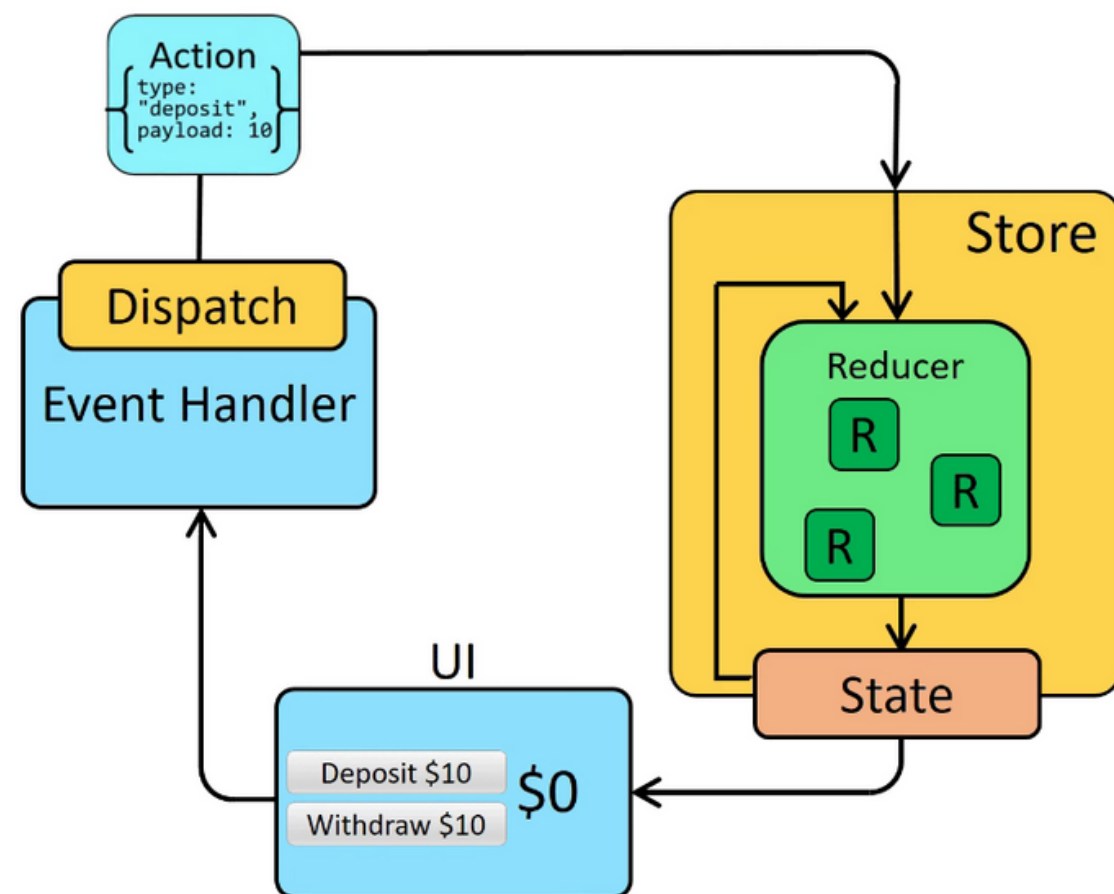 Action
{type:
"deposit",
payload: 10}
Store
Dispatch
Event Handler
Reducer
R
R
R
UI
State
Deposit $10
$0
Withdraw $10